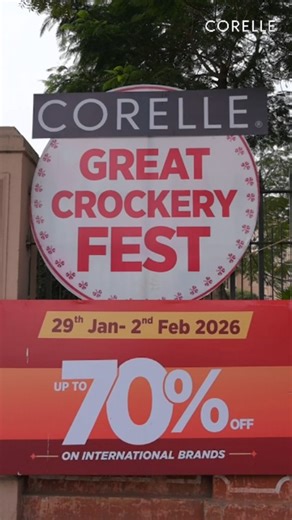 CORELLE
CORELLE®
GREAT
CROCKERY
FEST
29th Jan- 2nd Feb 2026
UP TO 70% OFF
ON INTERNATIONAL BRANDS